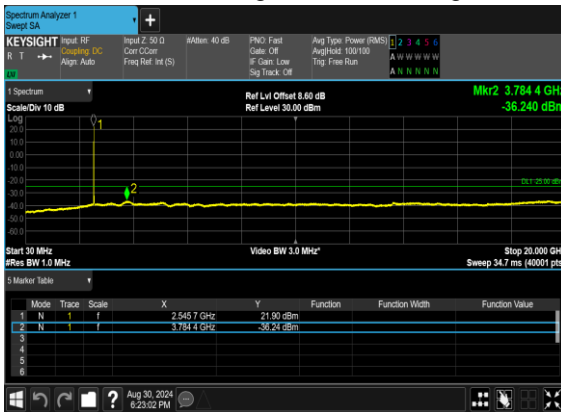 Spectrum Analyzer 1
Swept SA
KEYSIGHT Input: RF Input Z: 50 Ω #Atten: 40 dB PNO: Fast Avg Type: Power (RMS) 1 2 3 4 5 6
R T Coupling: DC Corr CCorr Gate: Off Avg|Hold: 100/100 A W W W W W
Align: Auto Freq Ref: Int (S) IF Gain: Low Trig: Free Run
Sig Track: Off A N N N N N
1 Spectrum Ref Lvl Offset 8.60 dB Mkr2 3.784 4 GHz
Scale/Div 10 dB Ref Level 30.00 dBm -36.240 dBm
Log
20.0
10.0
0.00
-10.0
-20.0
-30.0
-40.0
-50.0
-60.0
1
2
DL1 -25.00 dBm
Start 30 MHz Video BW 3.0 MHz* Stop 20.000 GHz
#Res BW 1.0 MHz Sweep 34.7 ms (40001 pts)
5 Marker Table
Mode Trace Scale X Y Function Function Width Function Value
1 N 1 f 2.545 7 GHz 21.90 dBm
2 N 1 f 3.784 4 GHz -36.24 dBm
3
4
5
6
? Aug 30, 2024
6:23:02 PM